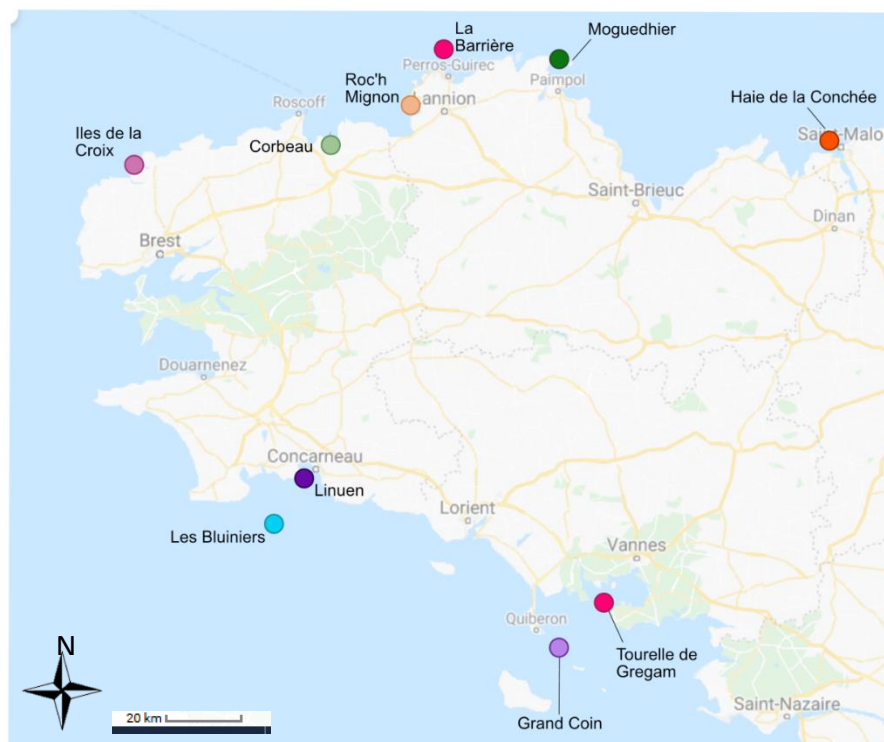 La
Barrière
Moguedhier
Perros-Guirec
Paimpol
Roc'h
Mignon
Lannion
Roscoff
Haie de la Conchée
Iles de la
Croix
Corbeau
Saint-Malo
Saint-Brieuc
Dinan
Brest
Douarnenez
Concarneau
Linuen
Lorient
Les Bluiniers
Vannes
Quiberon
Tourelle de
Gregam
N
Saint-Nazaire
20 km
Grand Coin